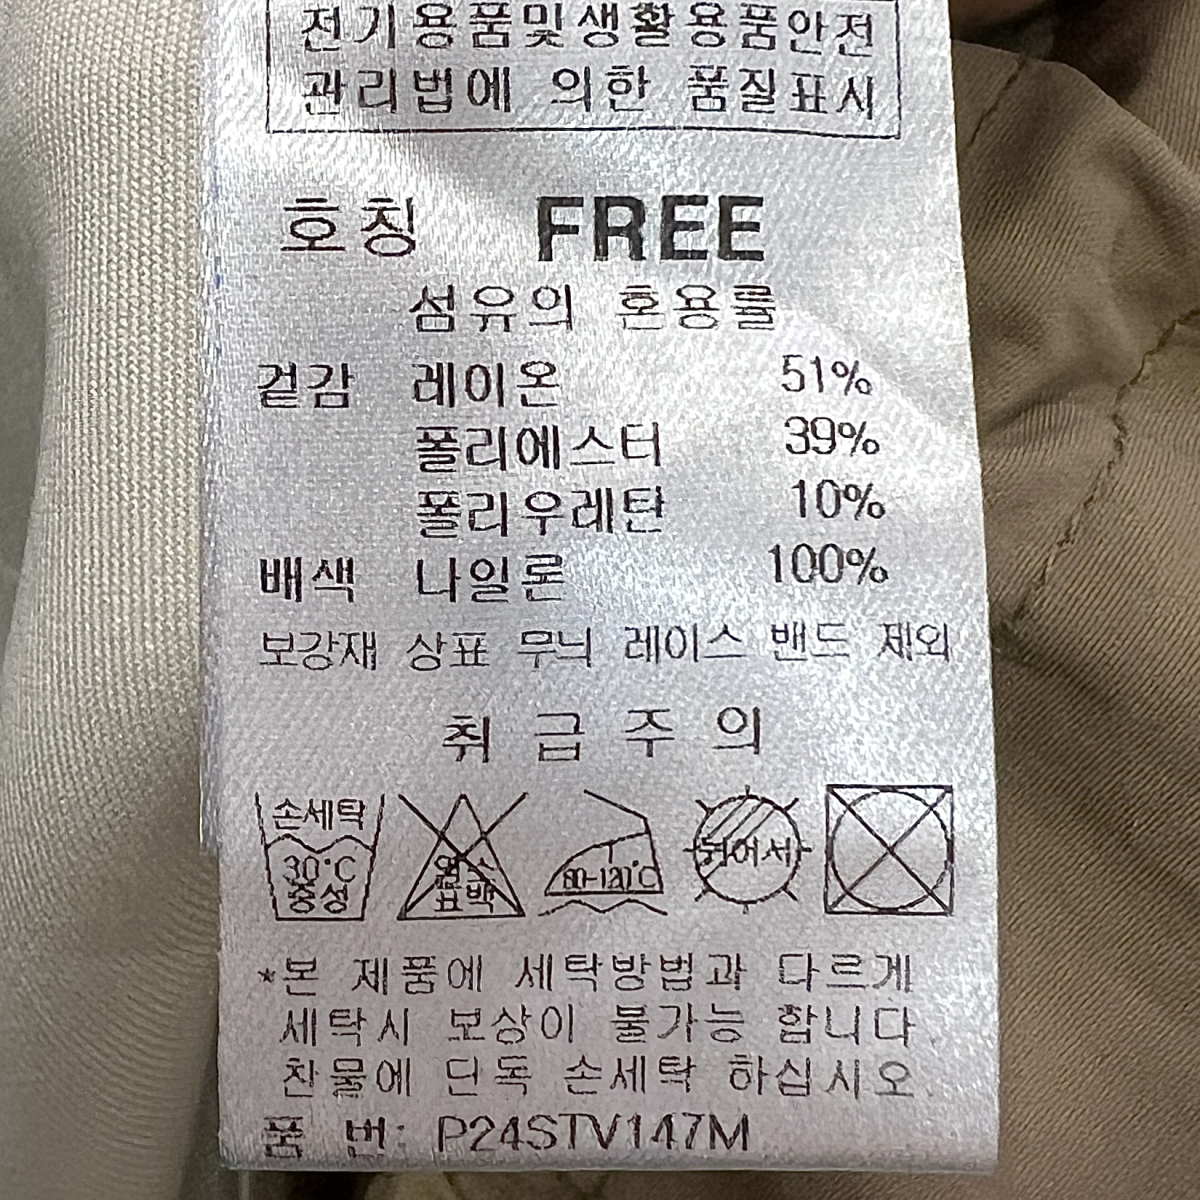 전기용품및생활용품안전
관리법에 의한 품질표시
호칭 FREE
섬유의 혼용률
겉감 레이온 51%
폴리에스터 39%
폴리우레탄 10%
배색 나일론 100%
보강재 상표 무늬 레이스 밴드 제외
취급주의
손세탁
30°C
중성
염소
표백
80-120°C
뉘어서
*본 제품에 세탁방법과 다르게
세탁시 보상이 불가능 합니다.
찬물에 단독 손세탁 하십시오.
품 번: P24STV147M